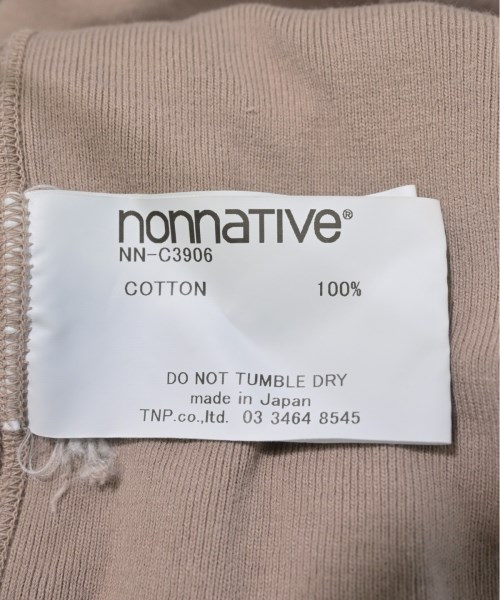 nonnaTIVE®
NN-C3906
COTTON 100%
DO NOT TUMBLE DRY
made in Japan
TNP.co.,ltd. 03 3464 8545